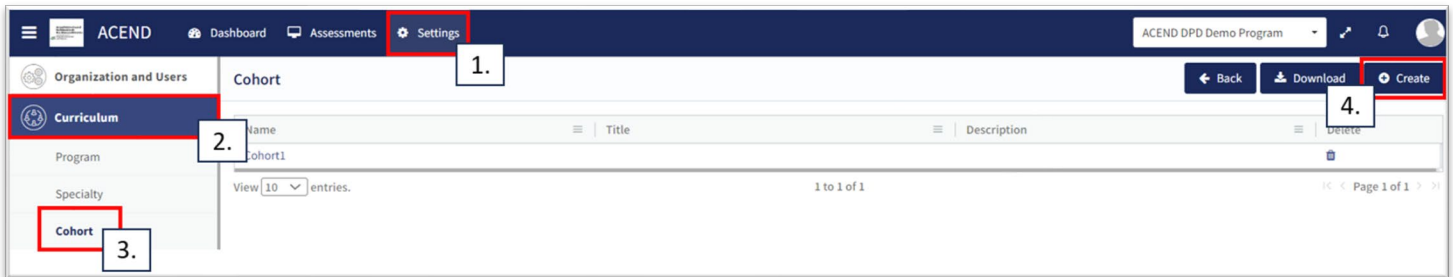 ACEND Dashboard Assessments Settings ACEND DPD Demo Program
1.
Organization and Users
Cohort Back Download Create
4.
Curriculum
2.
Name Title Description Delete
Program
Cohort1
Specialty
View 10 entries. 1 to 1 of 1 Page 1 of 1
Cohort
3.